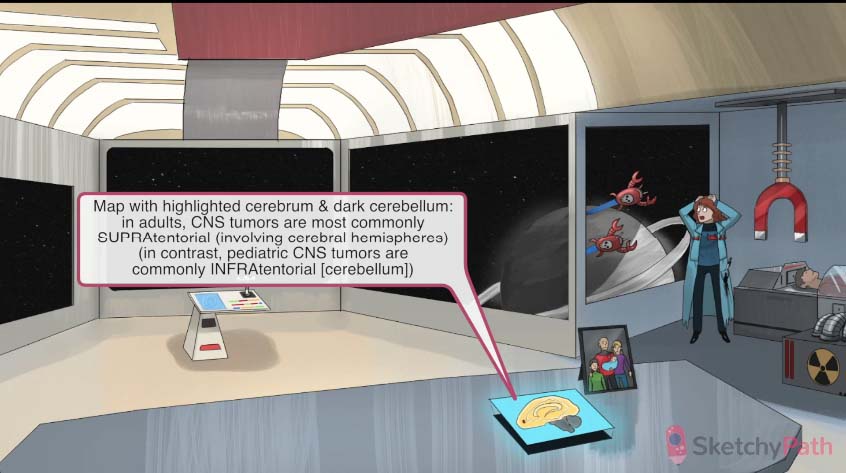 Map with highlighted cerebrum & dark cerebellum:
in adults, CNS tumors are most commonly
SUPRAtentorial (involving cerebral hemispheres)
(in contrast, pediatric CNS tumors are
commonly INFRAtentorial [cerebellum])
SketchyPath